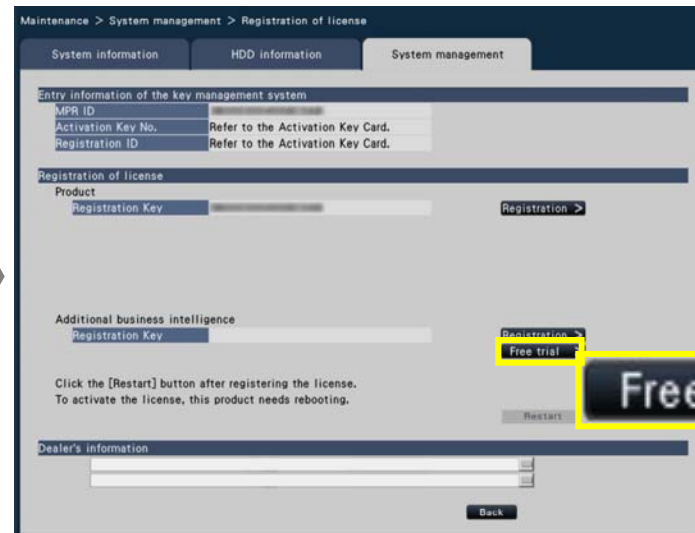 Maintenance > System management > Registration of license
System information HDD information System management
Entry information of the key management system
MPR ID
Activation Key No. Refer to the Activation Key Card.
Registration ID Refer to the Activation Key Card.
Registration of license
Product
Registration Key Registration >
Additional business intelligence
Registration Key Registration >
Free trial
Free
Click the [Restart] button after registering the license.
To activate the license, this product needs rebooting.
Restart
Dealer's information
Back